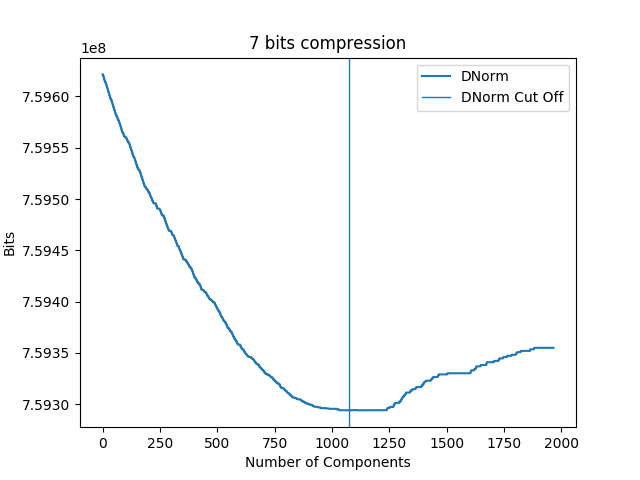 7 bits compression
1e8
DNorm
DNorm Cut Off
7.5960
7.5955
7.5950
7.5945
7.5940
7.5935
7.5930
Bits
0 250 500 750 1000 1250 1500 1750 2000
Number of Components